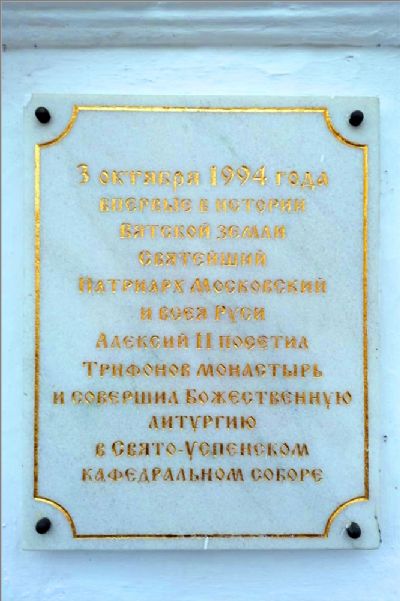 3 октября 1994 года
впервые в истории
Вятской земли
Святейший
Патриарх Московский
и всея Руси
Алексий II посетил
Трифонов монастырь
и совершил Божественную
литургию
в Свято-Успенском
кафедральном соборе